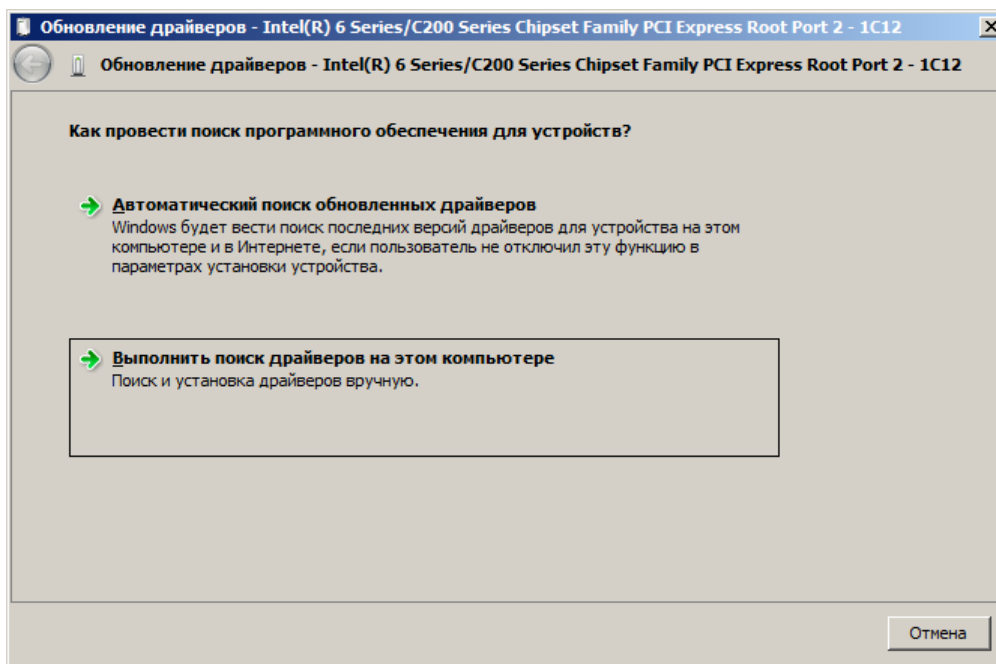 Обновление драйверов - Intel(R) 6 Series/C200 Series Chipset Family PCI Express Root Port 2 - 1C12
Обновление драйверов - Intel(R) 6 Series/C200 Series Chipset Family PCI Express Root Port 2 - 1C12
Как провести поиск программного обеспечения для устройств?
Автоматический поиск обновленных драйверов
Windows будет вести поиск последних версий драйверов для устройства на этом
компьютере и в Интернете, если пользователь не отключил эту функцию в
параметрах установки устройства.
Выполнить поиск драйверов на этом компьютере
Поиск и установка драйверов вручную.
Отмена